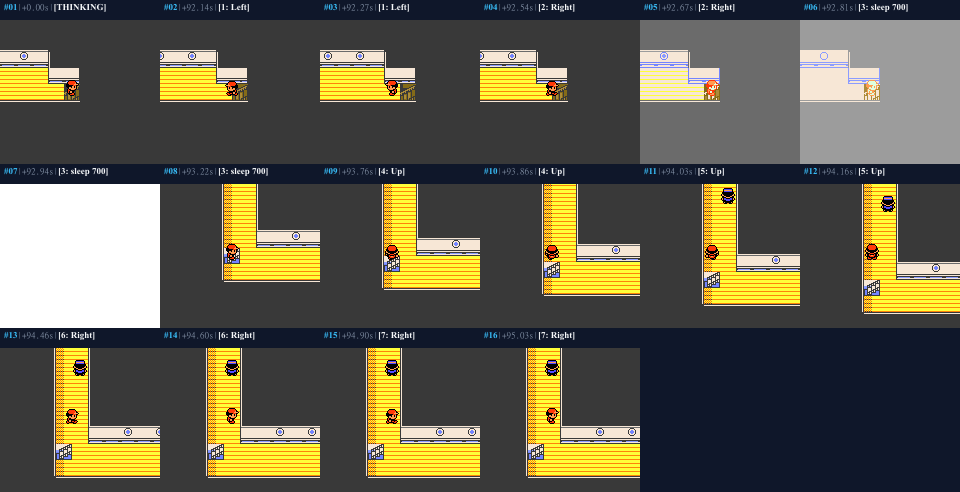 #01|+0.00s|[THINKING]
#02|+92.14s|[1: Left]
#03|+92.27s|[1: Left]
#04|+92.54s|[2: Right]
#05|+92.67s|[2: Right]
#06|+92.81s|[3: sleep 700]
#07|+92.94s|[3: sleep 700]
#08|+93.22s|[3: sleep 700]
#09|+93.76s|[4: Up]
#10|+93.86s|[4: Up]
#11|+94.03s|[5: Up]
#12|+94.16s|[5: Up]
#13|+94.46s|[6: Right]
#14|+94.60s|[6: Right]
#15|+94.90s|[7: Right]
#16|+95.03s|[7: Right]